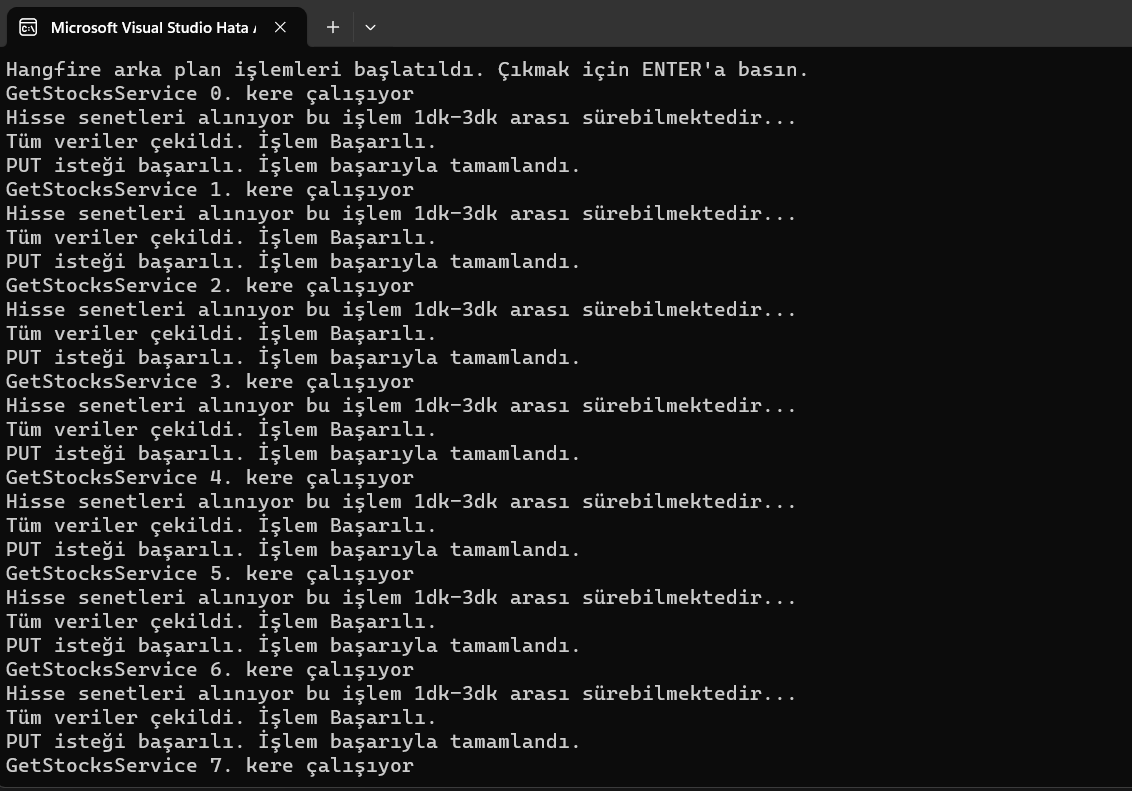 Microsoft Visual Studio Hata
Hangfire arka plan işlemleri başlatıldı. Çıkmak için ENTER'a basın.
GetStocksService 0. kere çalışıyor
Hisse senetleri alınıyor bu işlem 1dk-3dk arası sürebilmektedir...
Tüm veriler çekildi. İşlem Başarılı.
PUT isteği başarılı. İşlem başarıyla tamamlandı.
GetStocksService 1. kere çalışıyor
Hisse senetleri alınıyor bu işlem 1dk-3dk arası sürebilmektedir...
Tüm veriler çekildi. İşlem Başarılı.
PUT isteği başarılı. İşlem başarıyla tamamlandı.
GetStocksService 2. kere çalışıyor
Hisse senetleri alınıyor bu işlem 1dk-3dk arası sürebilmektedir...
Tüm veriler çekildi. İşlem Başarılı.
PUT isteği başarılı. İşlem başarıyla tamamlandı.
GetStocksService 3. kere çalışıyor
Hisse senetleri alınıyor bu işlem 1dk-3dk arası sürebilmektedir...
Tüm veriler çekildi. İşlem Başarılı.
PUT isteği başarılı. İşlem başarıyla tamamlandı.
GetStocksService 4. kere çalışıyor
Hisse senetleri alınıyor bu işlem 1dk-3dk arası sürebilmektedir...
Tüm veriler çekildi. İşlem Başarılı.
PUT isteği başarılı. İşlem başarıyla tamamlandı.
GetStocksService 5. kere çalışıyor
Hisse senetleri alınıyor bu işlem 1dk-3dk arası sürebilmektedir...
Tüm veriler çekildi. İşlem Başarılı.
PUT isteği başarılı. İşlem başarıyla tamamlandı.
GetStocksService 6. kere çalışıyor
Hisse senetleri alınıyor bu işlem 1dk-3dk arası sürebilmektedir...
Tüm veriler çekildi. İşlem Başarılı.
PUT isteği başarılı. İşlem başarıyla tamamlandı.
GetStocksService 7. kere çalışıyor